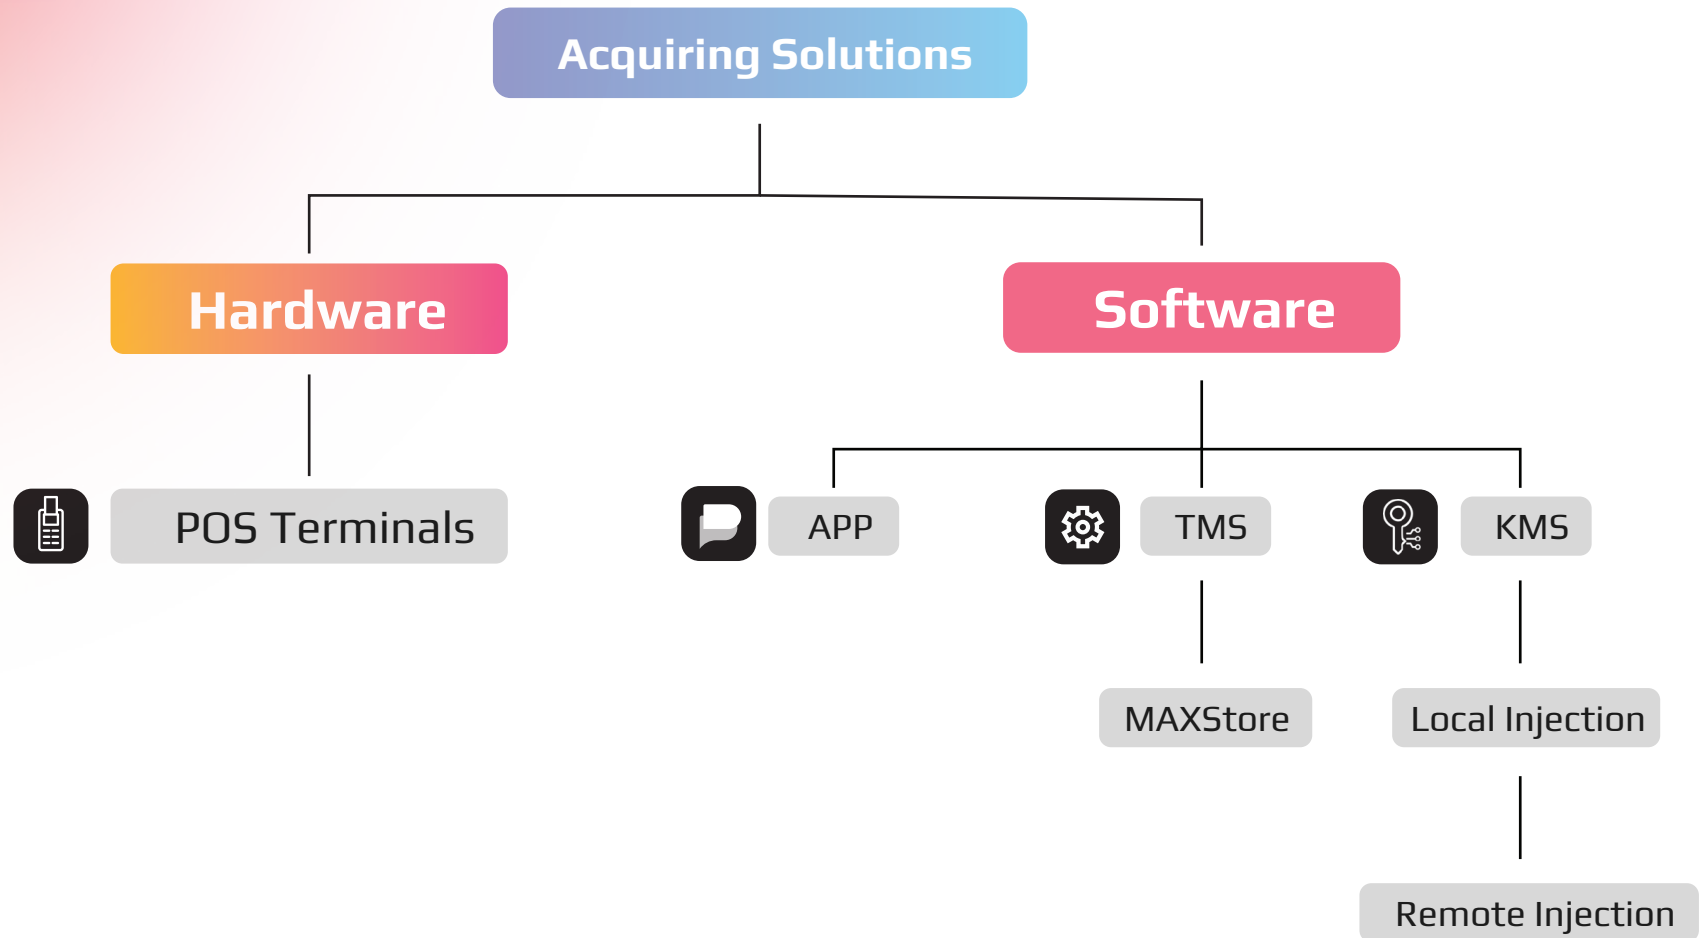 Acquiring Solutions
Hardware
Software
POS Terminals
APP
TMS
KMS
MAXStore
Local Injection
Remote Injection